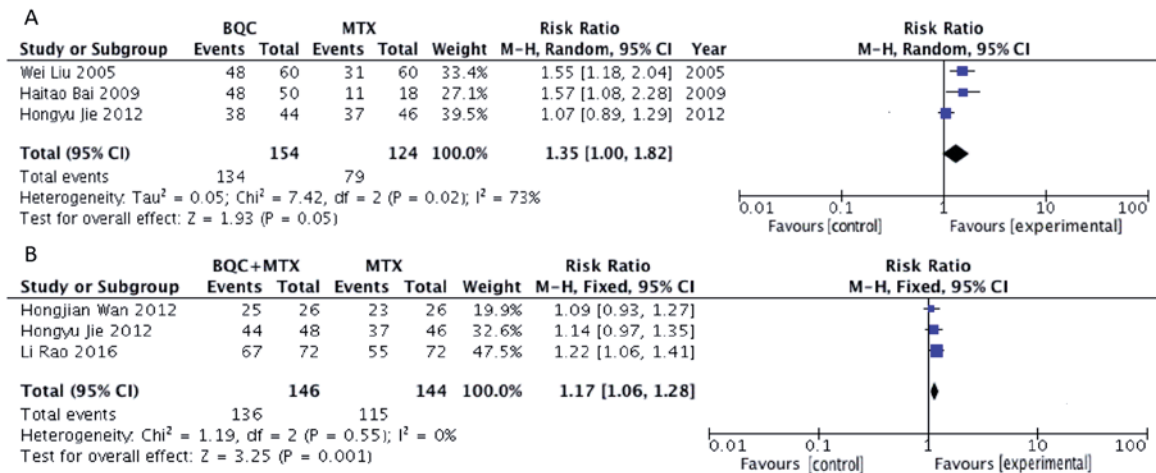 A
BQC MTX Risk Ratio Risk Ratio
Study or Subgroup Events Total Events Total Weight M-H, Random, 95% CI Year M-H, Random, 95% CI
Wei Liu 2005 48 60 31 60 33.4% 1.55 [1.18, 2.04] 2005
Haitao Bai 2009 48 50 11 18 27.1% 1.57 [1.08, 2.28] 2009
Hongyu Jie 2012 38 44 37 46 39.5% 1.07 [0.89, 1.29] 2012
Total (95% CI) 154 124 100.0% 1.35 [1.00, 1.82]
Total events 134 79
Heterogeneity: Tau² = 0.05; Chi² = 7.42, df = 2 (P = 0.02); I² = 73%
Test for overall effect: Z = 1.93 (P = 0.05)
0.01 0.1 1 10 100
Favours [control] Favours [experimental]
B
BQC+MTX MTX Risk Ratio Risk Ratio
Study or Subgroup Events Total Events Total Weight M-H, Fixed, 95% CI M-H, Fixed, 95% CI
Hongjian Wan 2012 25 26 23 26 19.9% 1.09 [0.93, 1.27]
Hongyu Jie 2012 44 48 37 46 32.6% 1.14 [0.97, 1.35]
Li Rao 2016 67 72 55 72 47.5% 1.22 [1.06, 1.41]
Total (95% CI) 146 144 100.0% 1.17 [1.06, 1.28]
Total events 136 115
Heterogeneity: Chi² = 1.19, df = 2 (P = 0.55); I² = 0%
Test for overall effect: Z = 3.25 (P = 0.001)
0.01 0.1 1 10 100
Favours [control] Favours [experimental]